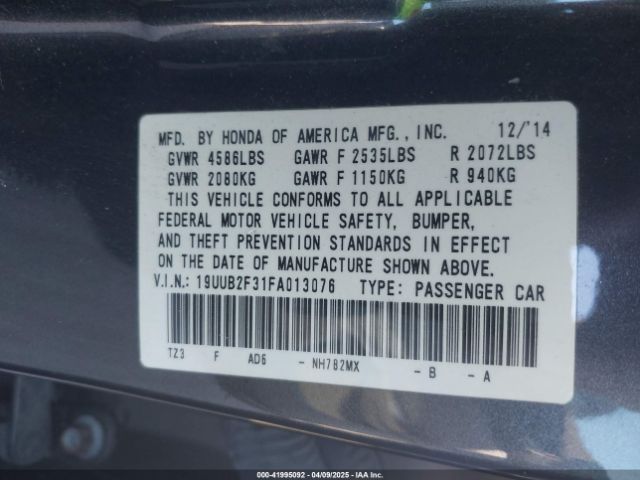 MFD. BY HONDA OF AMERICA MFG., INC. 12/'14
GVWR 4586LBS GAWR F 2535LBS R 2072LBS
GVWR 2080KG GAWR F 1150KG R 940KG
THIS VEHICLE CONFORMS TO ALL APPLICABLE
FEDERAL MOTOR VEHICLE SAFETY, BUMPER,
AND THEFT PREVENTION STANDARDS IN EFFECT
ON THE DATE OF MANUFACTURE SHOWN ABOVE.
V.I.N.: 19UUB2F31FA013076 TYPE: PASSENGER CAR
TZ3 F AD6 - NH782MX - B - A
000-41995092 - 04/09/2025 - IAAI, Inc.